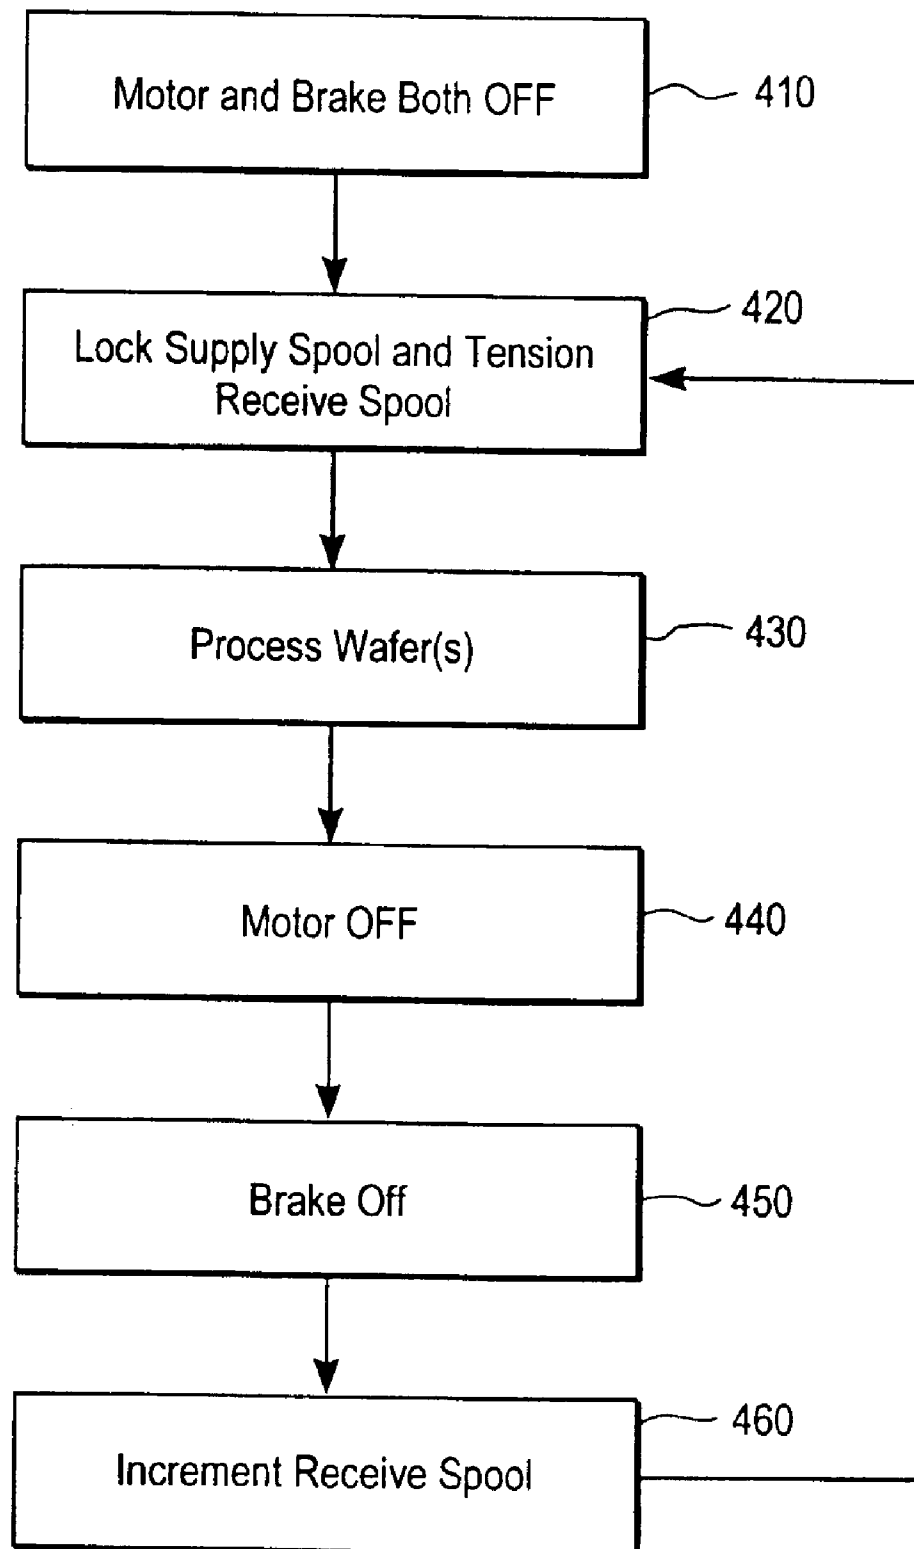 Motor and Brake Both OFF
410
420
Lock Supply Spool and Tension
Receive Spool
Process Wafer(s)
430
Motor OFF
440
Brake Off
450
460
Increment Receive Spool